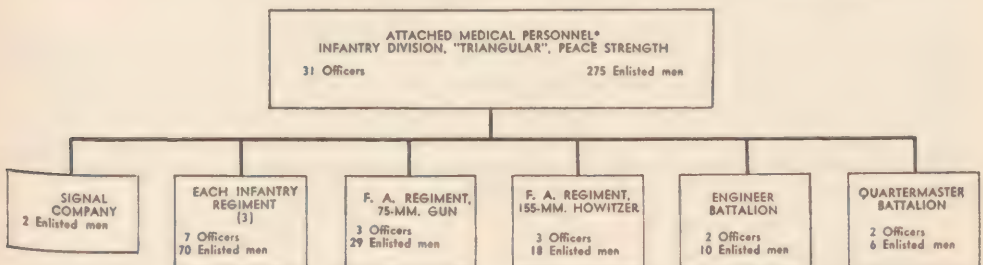 ATTACHED MEDICAL PERSONNEL*
INFANTRY DIVISION, "TRIANGULAR", PEACE STRENGTH
31 Officers 275 Enlisted men
SIGNAL
COMPANY
2 Enlisted men
EACH INFANTRY
REGIMENT
(3)
7 Officers
70 Enlisted men
F. A. REGIMENT,
75-MM. GUN
3 Officers
29 Enlisted men
F. A. REGIMENT,
155-MM. HOWITZER
3 Officers
18 Enlisted men
ENGINEER
BATTALION
2 Officers
10 Enlisted men
QUARTERMASTER
BATTALION
2 Officers
6 Enlisted men